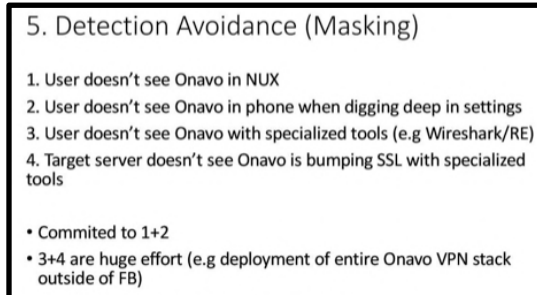 5. Detection Avoidance (Masking)
1. User doesn't see Onavo in NUX
2. User doesn't see Onavo in phone when digging deep in settings
3. User doesn't see Onavo with specialized tools (e.g Wireshark/RE)
4. Target server doesn't see Onavo is bumping SSL with specialized
tools
• Commited to 1+2
• 3+4 are huge effort (e.g deployment of entire Onavo VPN stack
outside of FB)